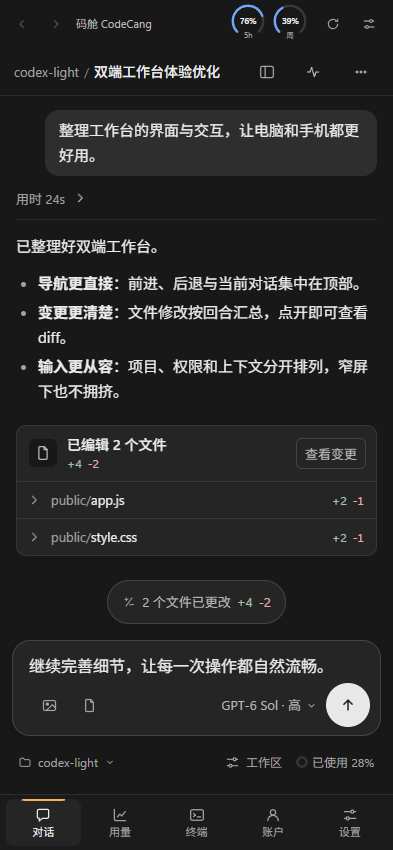 码舱 CodeCang
76%
5h
39%
周
codex-light / 双端工作台体验优化
整理工作台的界面与交互，让电脑和手机都更
好用。
用时 24s
已整理好双端工作台。
导航更直接：前进、后退与当前对话集中在顶部。
变更更清楚：文件修改按回合汇总，点开即可查看
diff。
输入更从容：项目、权限和上下文分开排列，窄屏
下也不拥挤。
已编辑 2 个文件
+4 -2
查看变更
public/app.js +2 -1
public/style.css +2 -1
2 个文件已更改 +4 -2
继续完善细节，让每一次操作都自然流畅。
GPT-6 Sol · 高
codex-light
工作区
已使用 28%
对话
用量
终端
账户
设置